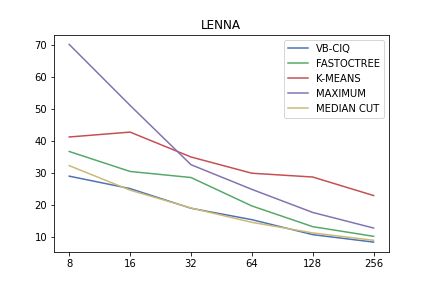 LENNA
VB-CIQ
FASTOCTREE
K-MEANS
MAXIMUM
MEDIAN CUT
70
60
50
40
30
20
10
8 16 32 64 128 256